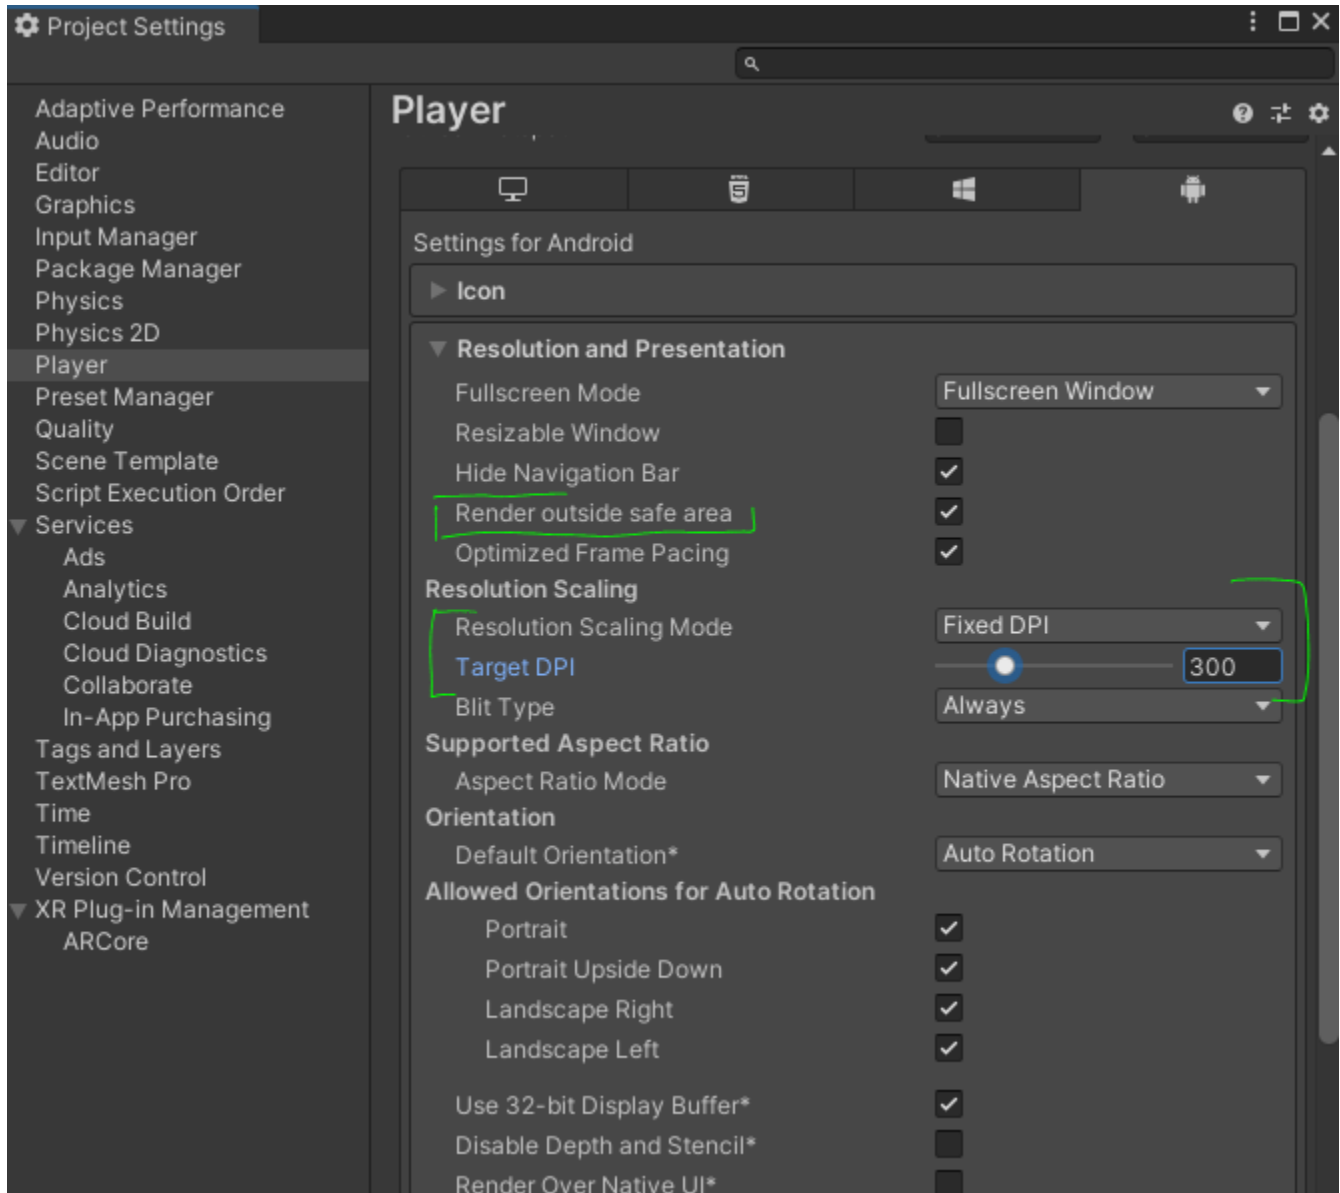 Project Settings
Adaptive Performance
Audio
Editor
Graphics
Input Manager
Package Manager
Physics
Physics 2D
Player
Preset Manager
Quality
Scene Template
Script Execution Order
Services
Ads
Analytics
Cloud Build
Cloud Diagnostics
Collaborate
In-App Purchasing
Tags and Layers
TextMesh Pro
Time
Timeline
Version Control
XR Plug-in Management
ARCore
Player
Settings for Android
Icon
Resolution and Presentation
Fullscreen Mode Fullscreen Window
Resizable Window
Hide Navigation Bar
Render outside safe area
Optimized Frame Pacing
Resolution Scaling
Resolution Scaling Mode Fixed DPI
Target DPI 300
Blit Type Always
Supported Aspect Ratio
Aspect Ratio Mode Native Aspect Ratio
Orientation
Default Orientation* Auto Rotation
Allowed Orientations for Auto Rotation
Portrait
Portrait Upside Down
Landscape Right
Landscape Left
Use 32-bit Display Buffer*
Disable Depth and Stencil*
Render Over Native UI*